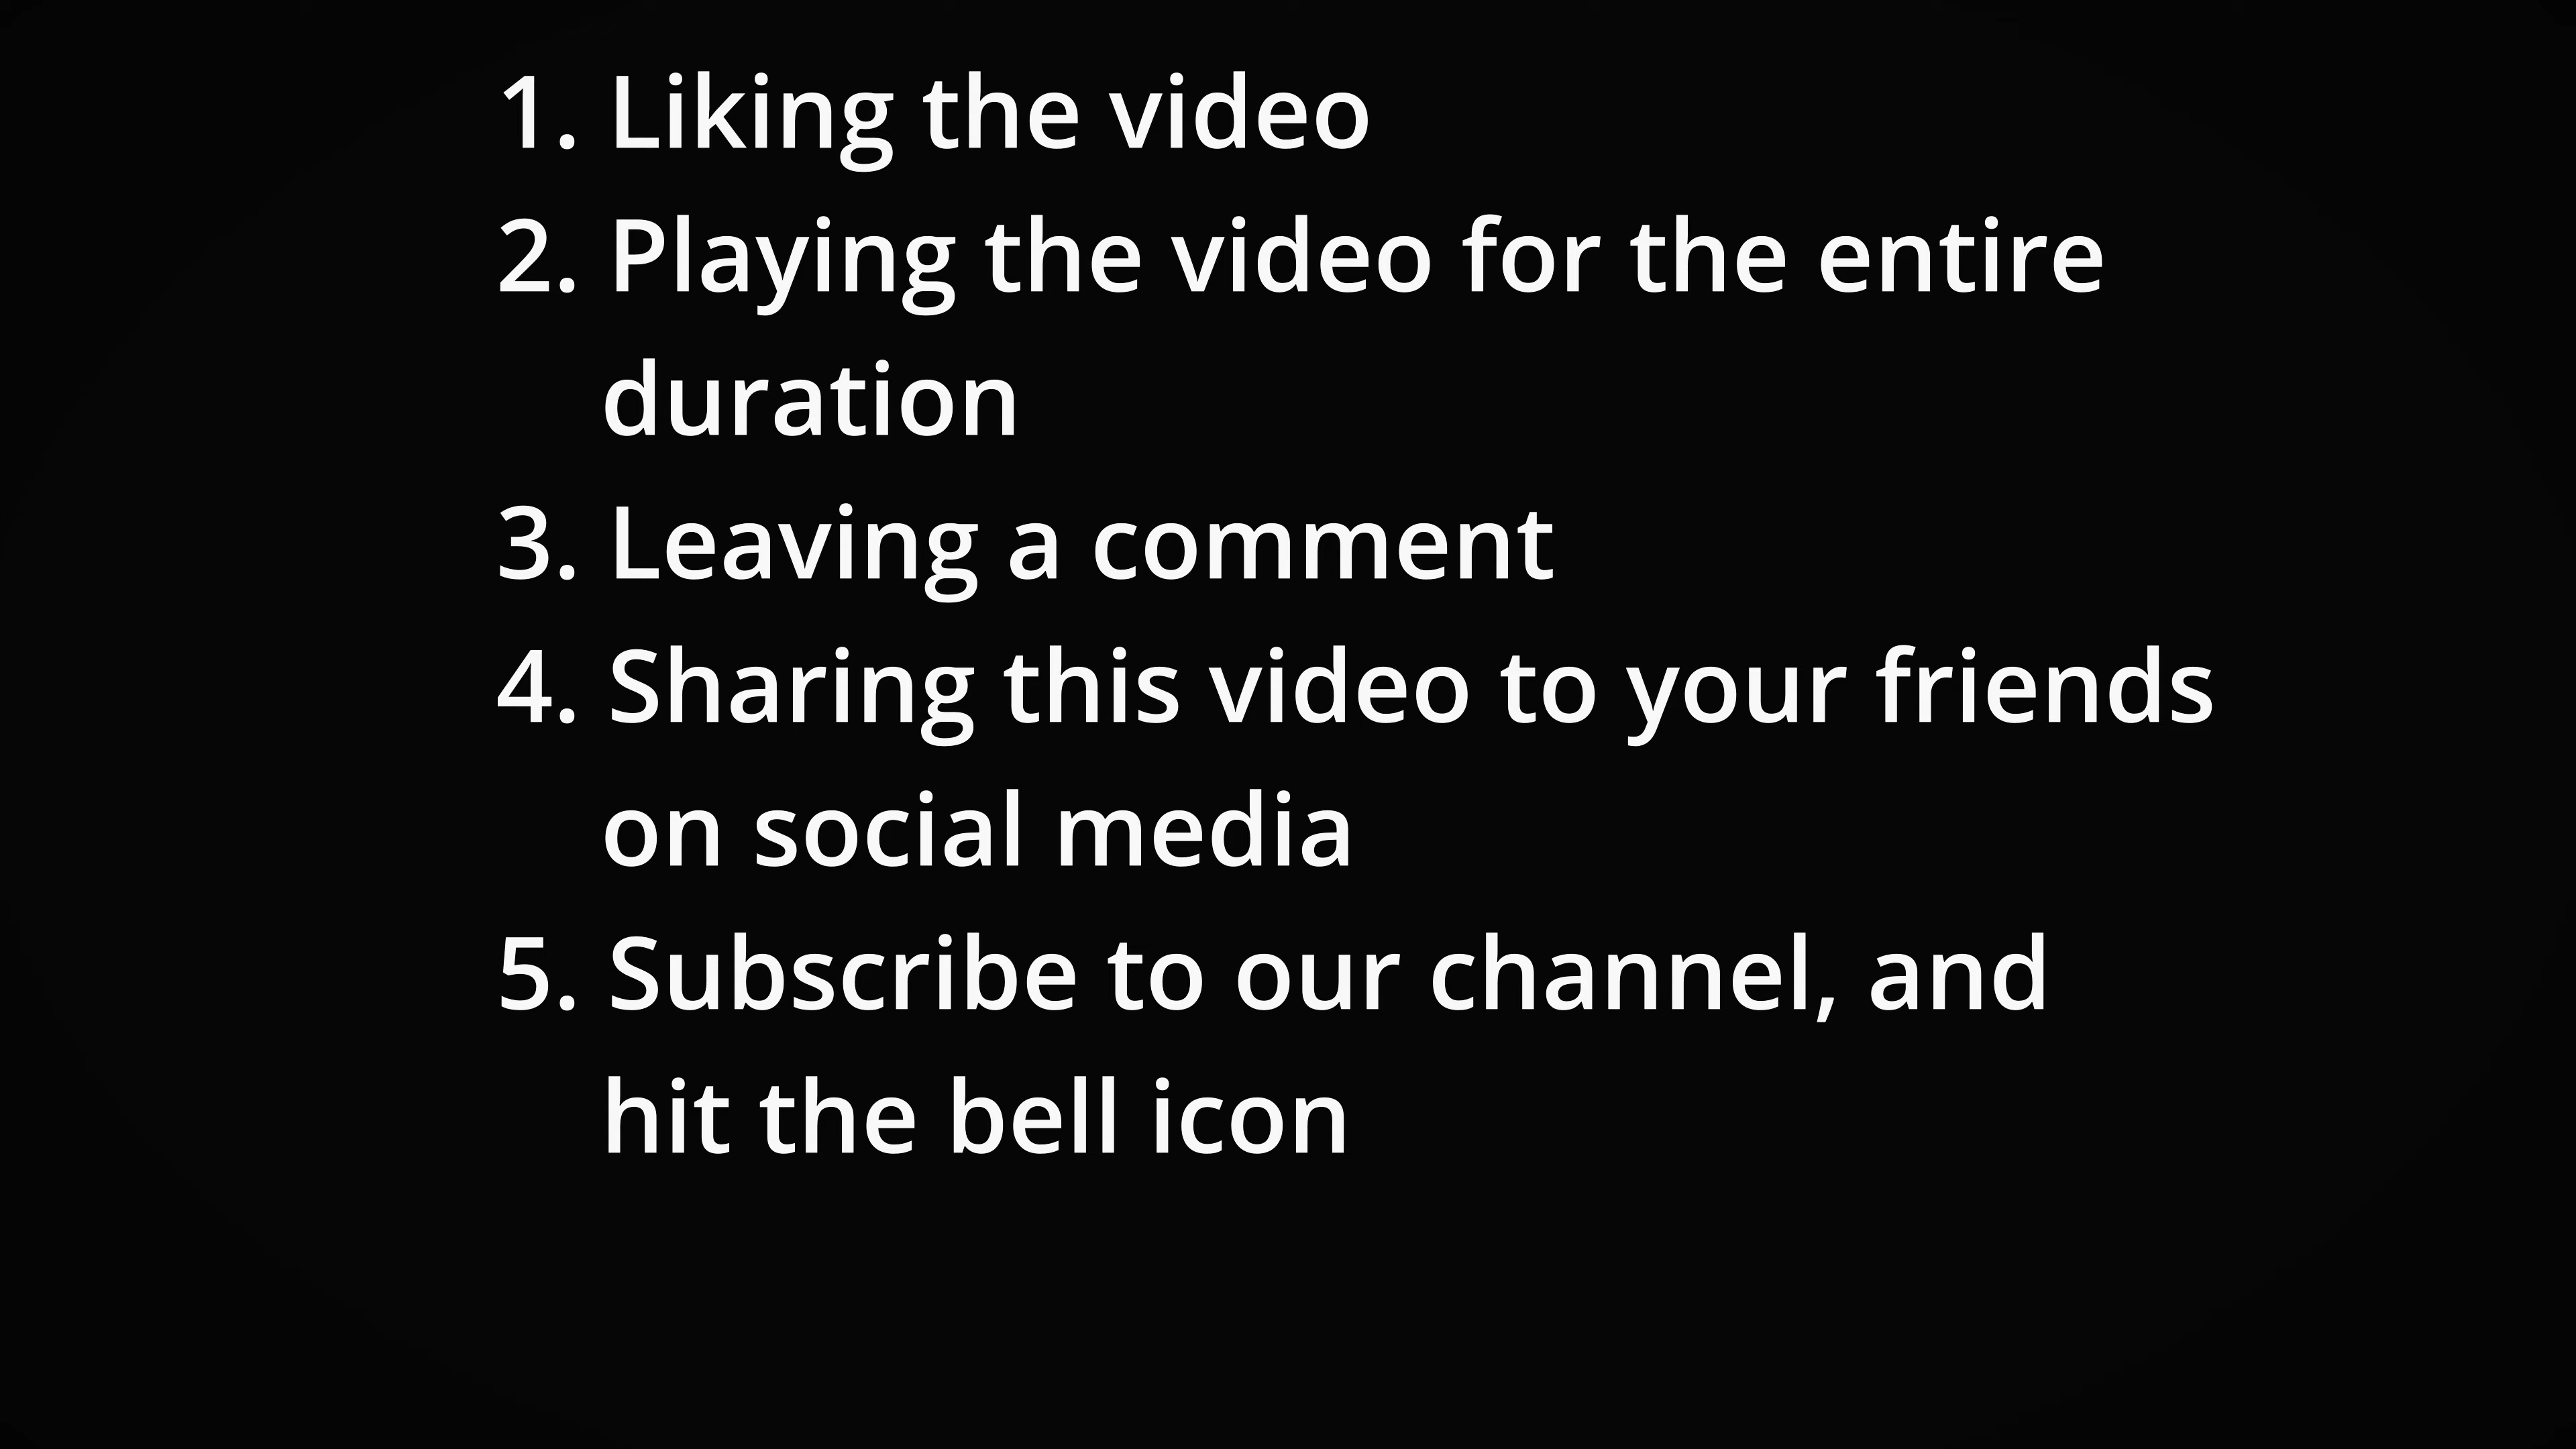 1. Liking the video
2. Playing the video for the entire
duration
3. Leaving a comment
4. Sharing this video to your friends
on social media
5. Subscribe to our channel, and
hit the bell icon